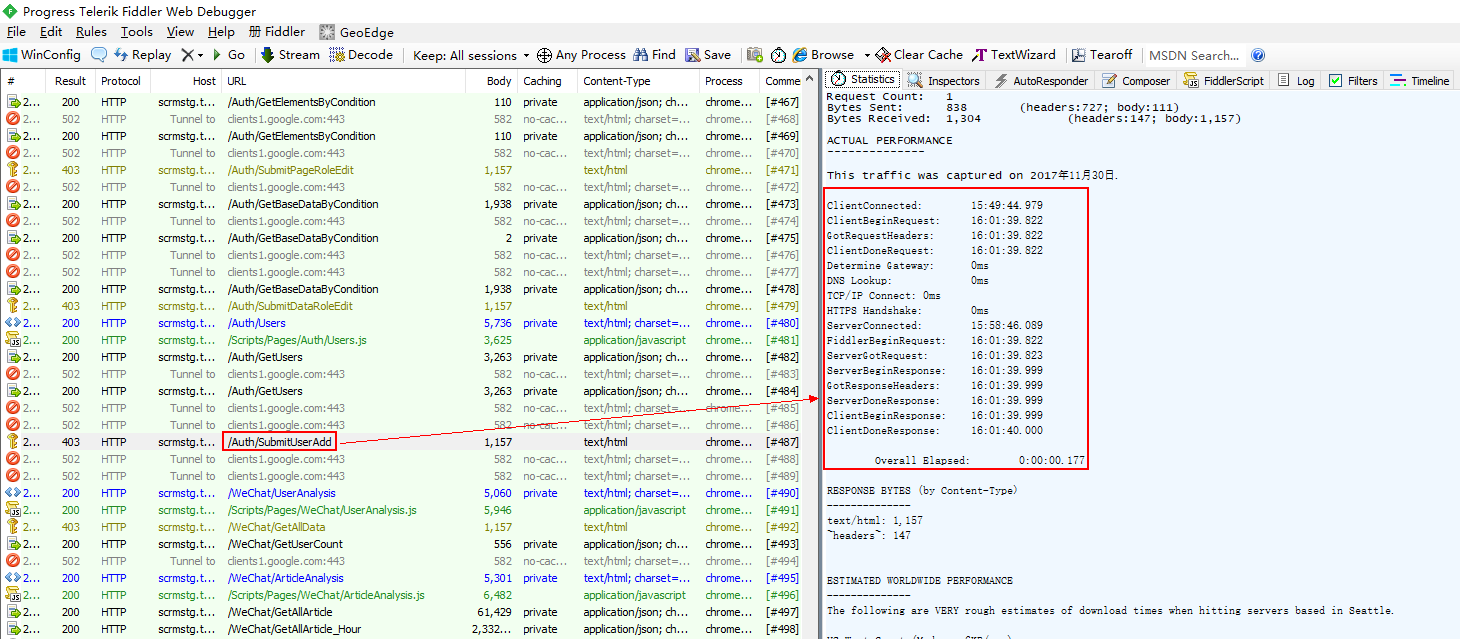 Progress Telerik Fiddler Web Debugger
File Edit Rules Tools View Help 册 Fiddler GeoEdge
WinConfig Replay Go Stream Decode Keep: All sessions Any Process Find Save Browse Clear Cache TextWizard Tearoff MSDN Search...
# Result Protocol Host URL Body Caching Content-Type Process Comme
2... 200 HTTP scrmstg.t... /Auth/GetElementsByCondition 110 private application/json; ch... chrome... [#467]
2... 502 HTTP Tunnel to clients1.google.com:443 582 no-cac... text/html; charset=... chrome... [#468]
2... 200 HTTP scrmstg.t... /Auth/GetElementsByCondition 110 private application/json; ch... chrome... [#469]
2... 502 HTTP Tunnel to clients1.google.com:443 582 no-cac... text/html; charset=... chrome... [#470]
2... 403 HTTP scrmstg.t... /Auth/SubmitPageRoleEdit 1,157 text/html chrome... [#471]
2... 502 HTTP Tunnel to clients1.google.com:443 582 no-cac... text/html; charset=... chrome... [#472]
2... 200 HTTP scrmstg.t... /Auth/GetBaseDataByCondition 1,938 private application/json; ch... chrome... [#473]
2... 502 HTTP Tunnel to clients1.google.com:443 582 no-cac... text/html; charset=... chrome... [#474]
2... 200 HTTP scrmstg.t... /Auth/GetBaseDataByCondition 2 private application/json; ch... chrome... [#475]
2... 502 HTTP Tunnel to clients1.google.com:443 582 no-cac... text/html; charset=... chrome... [#476]
2... 502 HTTP Tunnel to clients1.google.com:443 582 no-cac... text/html; charset=... chrome... [#477]
2... 200 HTTP scrmstg.t... /Auth/GetBaseDataByCondition 1,938 private application/json; ch... chrome... [#478]
2... 403 HTTP scrmstg.t... /Auth/SubmitDataRoleEdit 1,157 text/html chrome... [#479]
2... 200 HTTP scrmstg.t... /Auth/Users 5,736 private text/html; charset=... chrome... [#480]
2... 200 HTTP scrmstg.t... /Scripts/Pages/Auth/Users.js 3,625 application/javascript chrome... [#481]
2... 200 HTTP scrmstg.t... /Auth/GetUsers 3,263 private application/json; ch... chrome... [#482]
2... 502 HTTP Tunnel to clients1.google.com:443 582 no-cac... text/html; charset=... chrome... [#483]
2... 200 HTTP scrmstg.t... /Auth/GetUsers 3,263 private application/json; ch... chrome... [#484]
2... 502 HTTP Tunnel to clients1.google.com:443 582 no-cac... text/html; charset=... chrome... [#485]
2... 502 HTTP Tunnel to clients1.google.com:443 582 no-cac... text/html; charset=... chrome... [#486]
2... 403 HTTP scrmstg.t... /Auth/SubmitUserAdd 1,157 text/html chrome... [#487]
2... 502 HTTP Tunnel to clients1.google.com:443 582 no-cac... text/html; charset=... chrome... [#488]
2... 502 HTTP Tunnel to clients1.google.com:443 582 no-cac... text/html; charset=... chrome... [#489]
2... 200 HTTP scrmstg.t... /WeChat/UserAnalysis 5,060 private text/html; charset=... chrome... [#490]
2... 200 HTTP scrmstg.t... /Scripts/Pages/WeChat/UserAnalysis.js 5,946 application/javascript chrome... [#491]
2... 403 HTTP scrmstg.t... /WeChat/GetAllData 1,157 text/html chrome... [#492]
2... 200 HTTP scrmstg.t... /WeChat/GetUserCount 556 private application/json; ch... chrome... [#493]
2... 502 HTTP Tunnel to clients1.google.com:443 582 no-cac... text/html; charset=... chrome... [#494]
2... 200 HTTP scrmstg.t... /WeChat/ArticleAnalysis 5,301 private text/html; charset=... chrome... [#495]
2... 200 HTTP scrmstg.t... /Scripts/Pages/WeChat/ArticleAnalysis.js 6,482 application/javascript chrome... [#496]
2... 200 HTTP scrmstg.t... /WeChat/GetAllArticle 61,429 private application/json; ch... chrome... [#497]
2... 200 HTTP scrmstg.t... /WeChat/GetAllArticle_Hour 2,332... private application/json; ch... chrome... [#498]
Statistics Inspectors AutoResponder Composer FiddlerScript Log Filters Timeline
Request Count: 1
Bytes Sent: 838 (headers:727; body:111)
Bytes Received: 1,304 (headers:147; body:1,157)
ACTUAL PERFORMANCE
--------------
This traffic was captured on 2017年11月30日.
ClientConnected: 15:49:44.979
ClientBeginRequest: 16:01:39.822
GotRequestHeaders: 16:01:39.822
ClientDoneRequest: 16:01:39.822
Determine Gateway: 0ms
DNS Lookup: 0ms
TCP/IP Connect: 0ms
HTTPS Handshake: 0ms
ServerConnected: 15:58:46.089
FiddlerBeginRequest: 16:01:39.822
ServerGotRequest: 16:01:39.823
ServerBeginResponse: 16:01:39.999
GotResponseHeaders: 16:01:39.999
ServerDoneResponse: 16:01:39.999
ClientBeginResponse: 16:01:39.999
ClientDoneResponse: 16:01:40.000
Overall Elapsed: 0:00:00.177
RESPONSE BYTES (by Content-Type)
--------------
text/html: 1,157
~headers~: 147
ESTIMATED WORLDWIDE PERFORMANCE
--------------
The following are VERY rough estimates of download times when hitting servers based in Seattle.